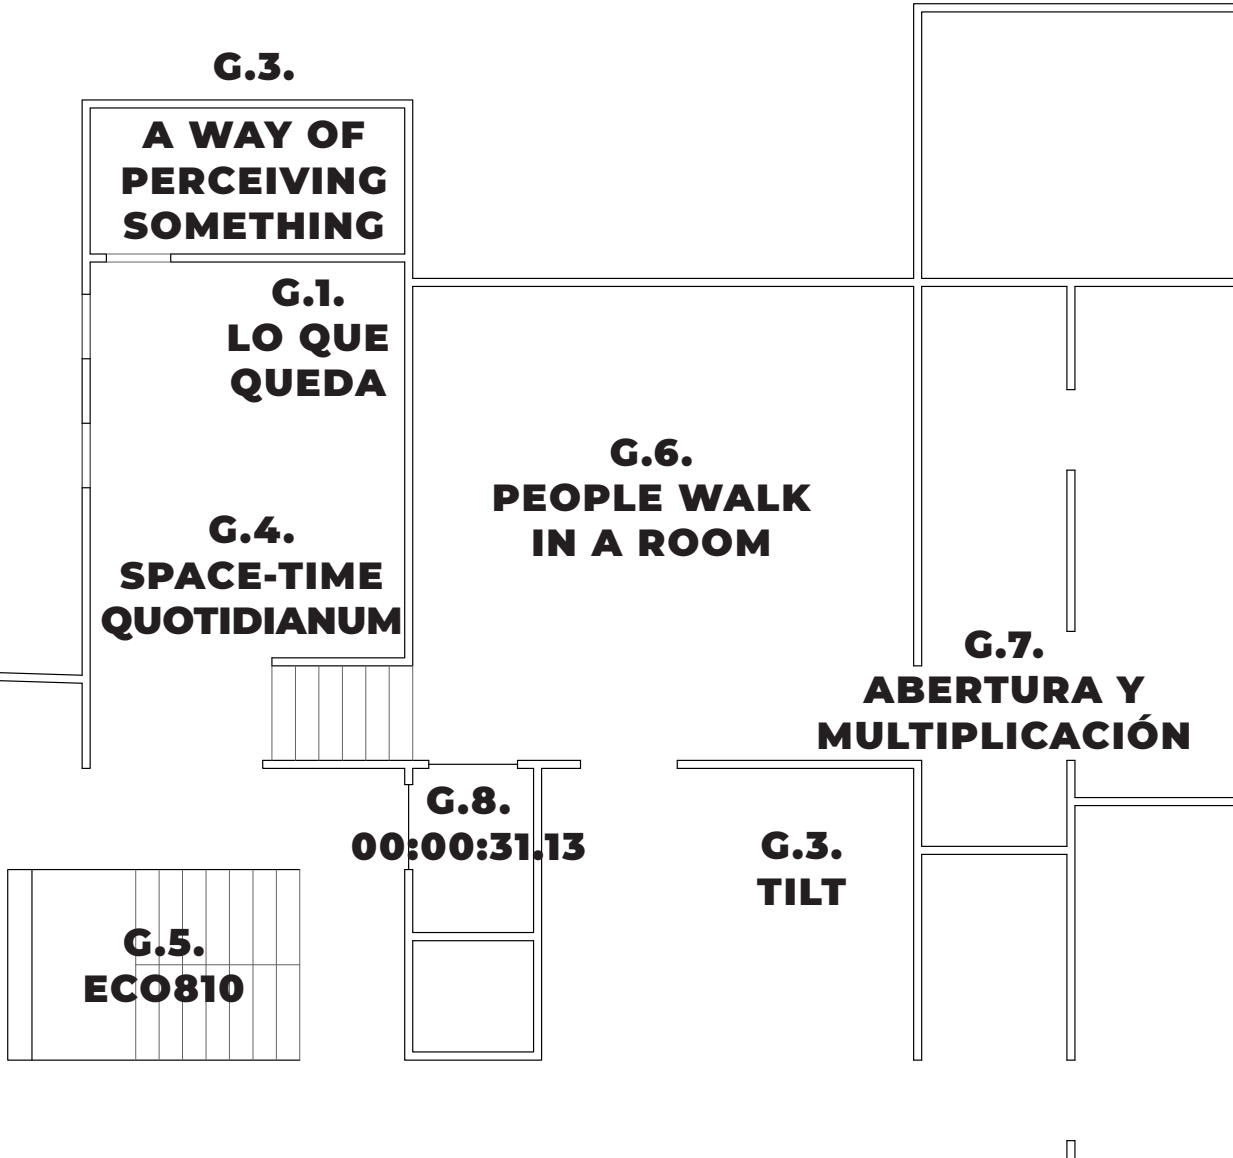 G.3.
A WAY OF
PERCEIVING
SOMETHING
G.1.
LO QUE
QUEDA
G.6.
PEOPLE WALK
IN A ROOM
G.4.
SPACE-TIME
QUOTIDIANUM
G.7.
ABERTURA Y
MULTIPLICACIÓN
G.8.
00:00:31.13
G.3.
TILT
G.5.
ECO810